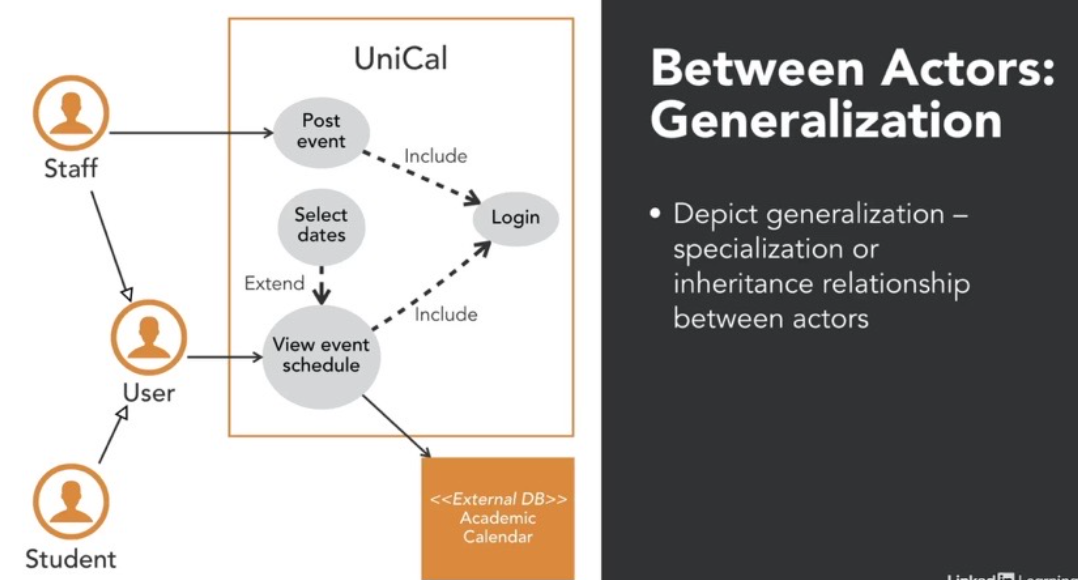 UniCal
Staff
Post
event
Include
Select
dates
Login
Extend
Include
View event
schedule
User
<<External DB>>
Academic
Calendar
Student
Between Actors:
Generalization
• Depict generalization –
specialization or
inheritance relationship
between actors